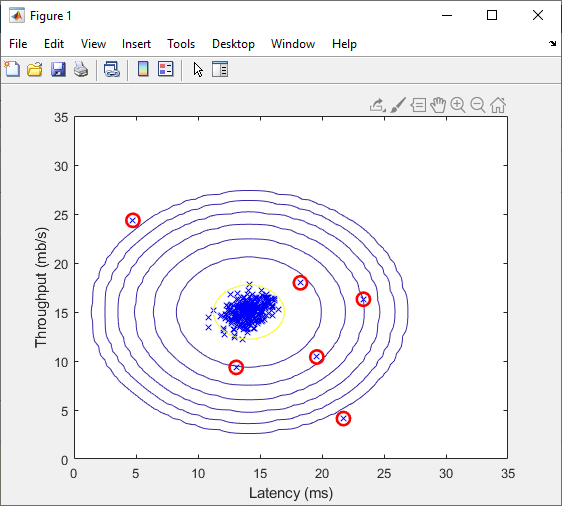 Figure 1
File Edit View Insert Tools Desktop Window Help
35
30
25
20
15
10
5
0
Throughput (mb/s)
0 5 10 15 20 25 30 35
Latency (ms)